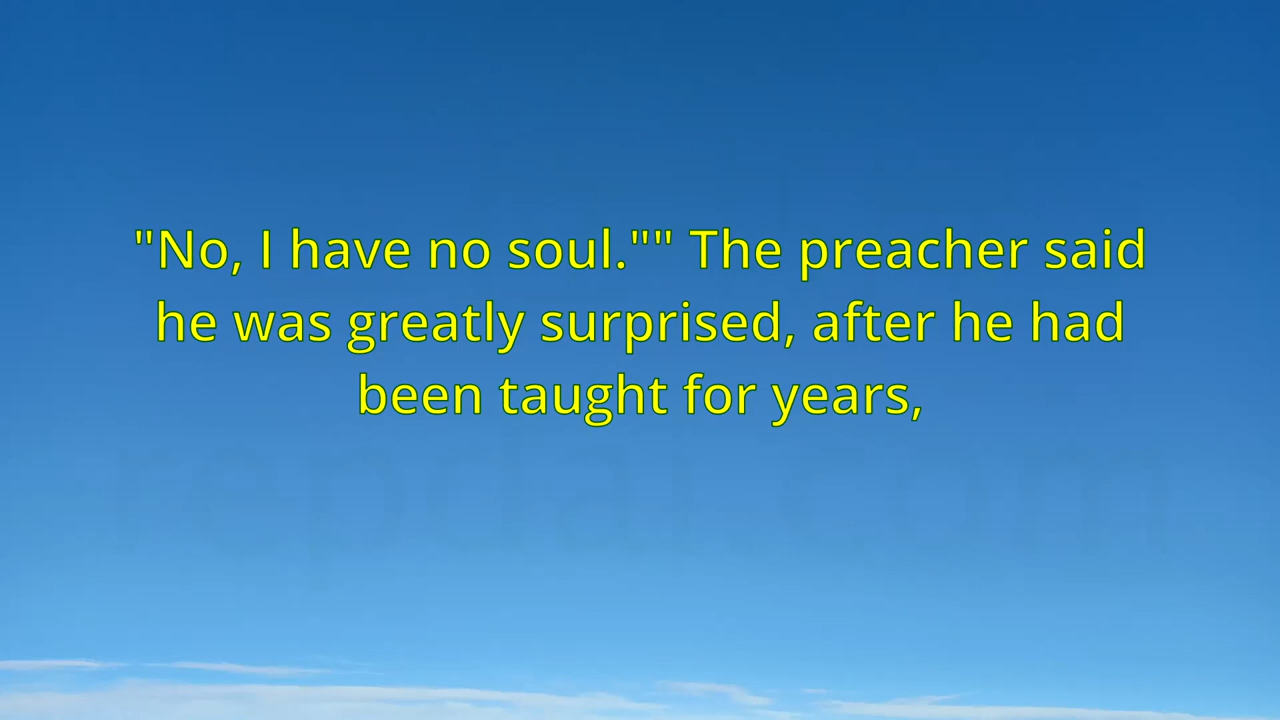 "No, I have no soul."" The preacher said
he was greatly surprised, after he had
been taught for years,